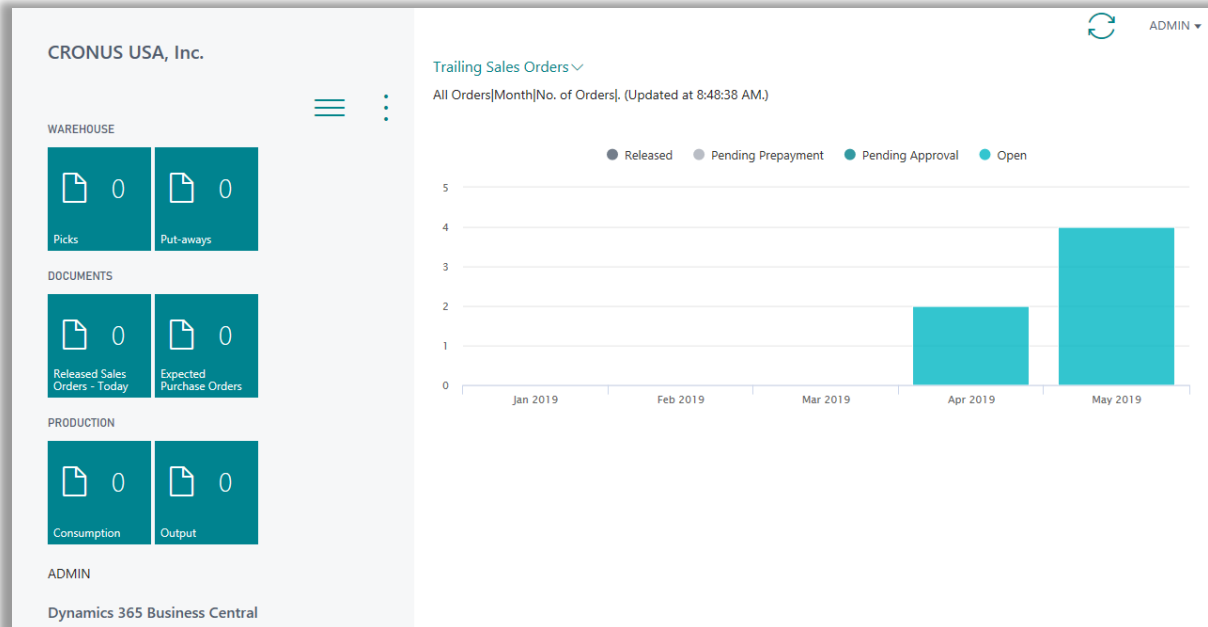 CRONUS USA, Inc.
WAREHOUSE
0
0
Picks
Put-aways
DOCUMENTS
0
0
Released Sales
Orders - Today
Expected
Purchase Orders
PRODUCTION
0
0
Consumption
Output
ADMIN
Dynamics 365 Business Central
ADMIN
Trailing Sales Orders
All Orders|Month|No. of Orders|. (Updated at 8:48:38 AM.)
Released Pending Prepayment Pending Approval Open
5
4
3
2
1
0
Jan 2019 Feb 2019 Mar 2019 Apr 2019 May 2019